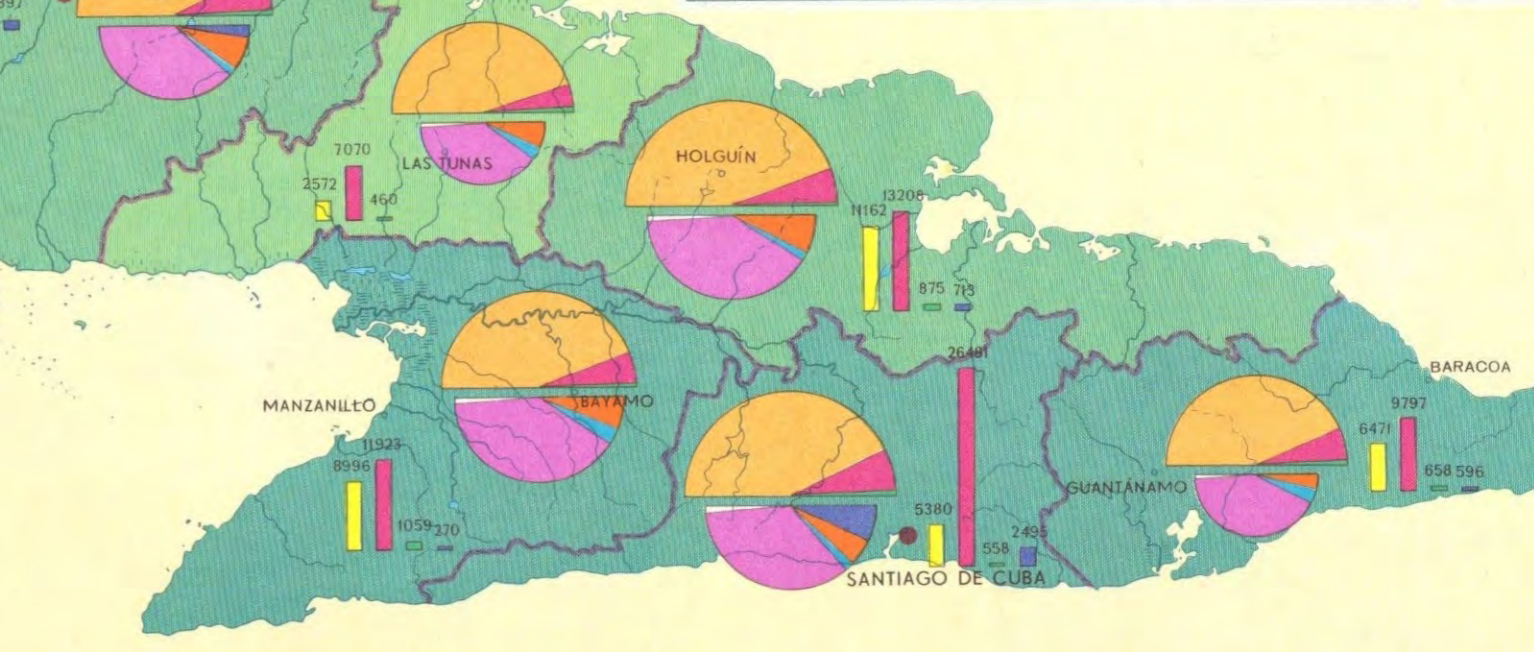 7070
2572
460
LAS TUNAS
HOLGUÍN
11162
13208
875
713
MANZANILLO
BAYAMO
11923
8996
1059
270
26481
5380
558
2495
SANTIAGO DE CUBA
BARACOA
9797
6471
658
596
GUANTÁNAMO